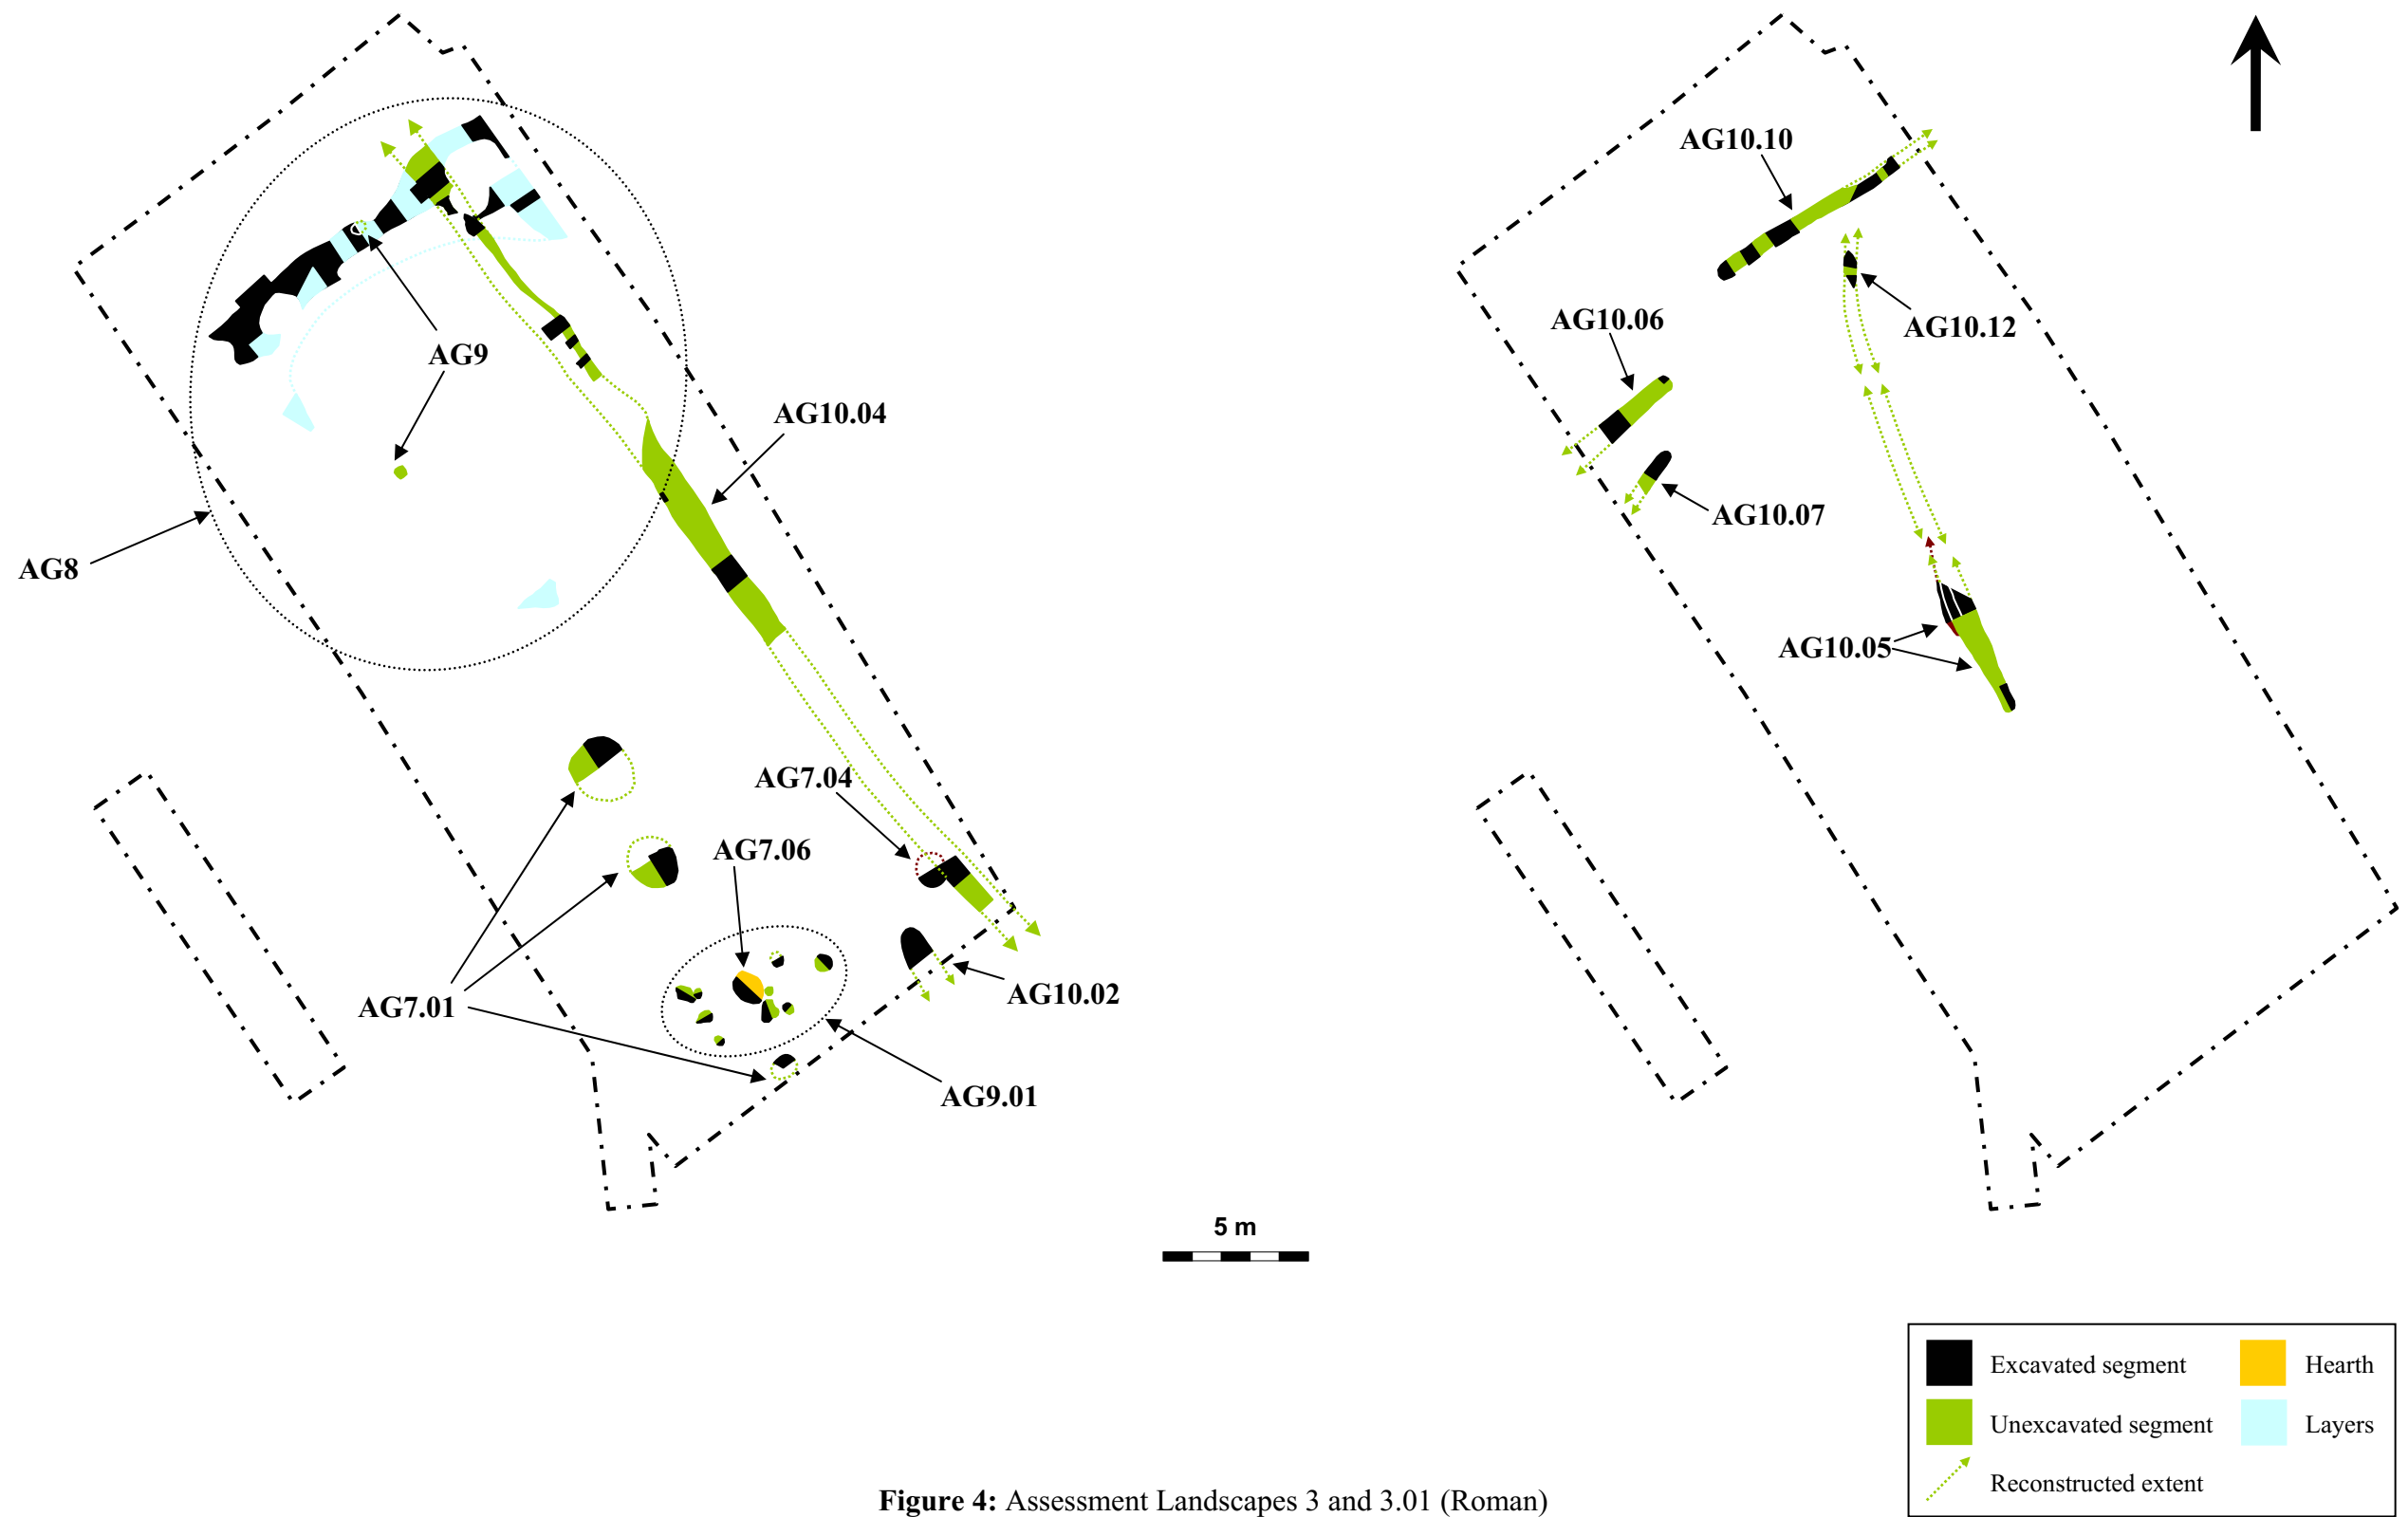 AG10.10
AG10.06
AG10.12
AG9
AG10.04
AG10.07
AG8
AG10.05
AG7.04
AG7.06
AG7.01
AG10.02
AG9.01
5 m
Excavated segment
Hearth
Unexcavated segment
Layers
Reconstructed extent
Figure 4: Assessment Landscapes 3 and 3.01 (Roman)